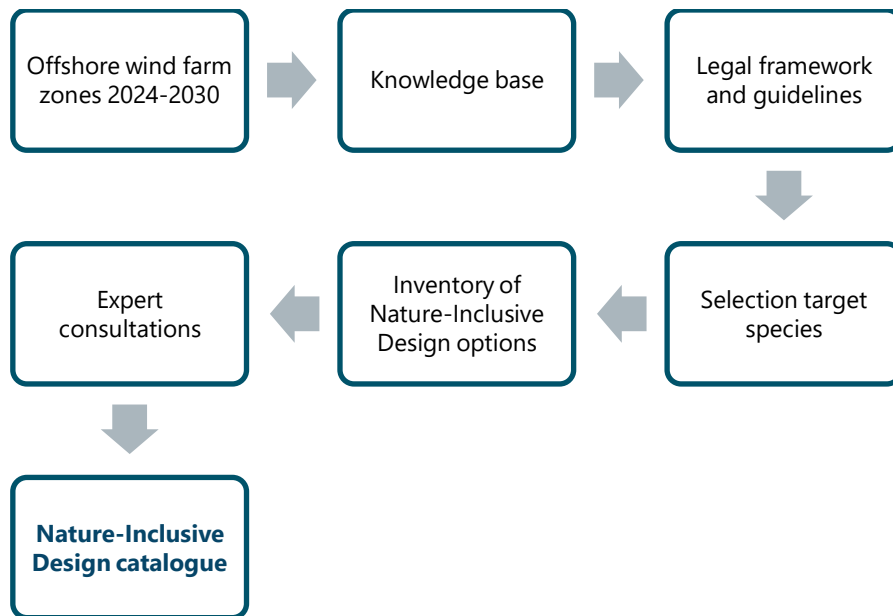 Offshore wind farm
zones 2024-2030
Knowledge base
Legal framework
and guidelines
Selection target
species
Inventory of
Nature-Inclusive
Design options
Expert
consultations
Nature-Inclusive
Design catalogue